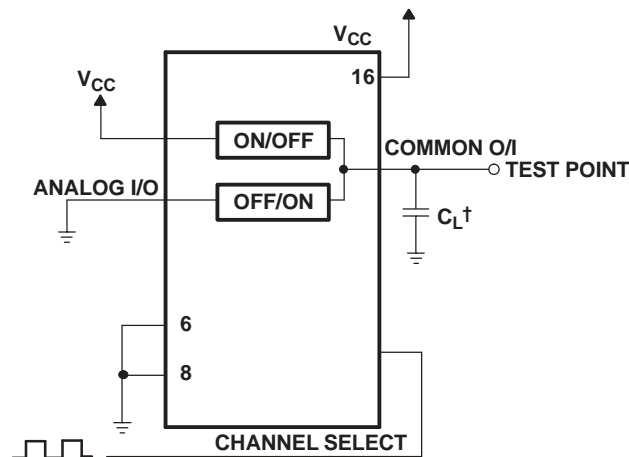 VCC
16
VCC
ON/OFF
COMMON O/I
TEST POINT
ANALOG I/O
OFF/ON
CL†
6
8
CHANNEL SELECT